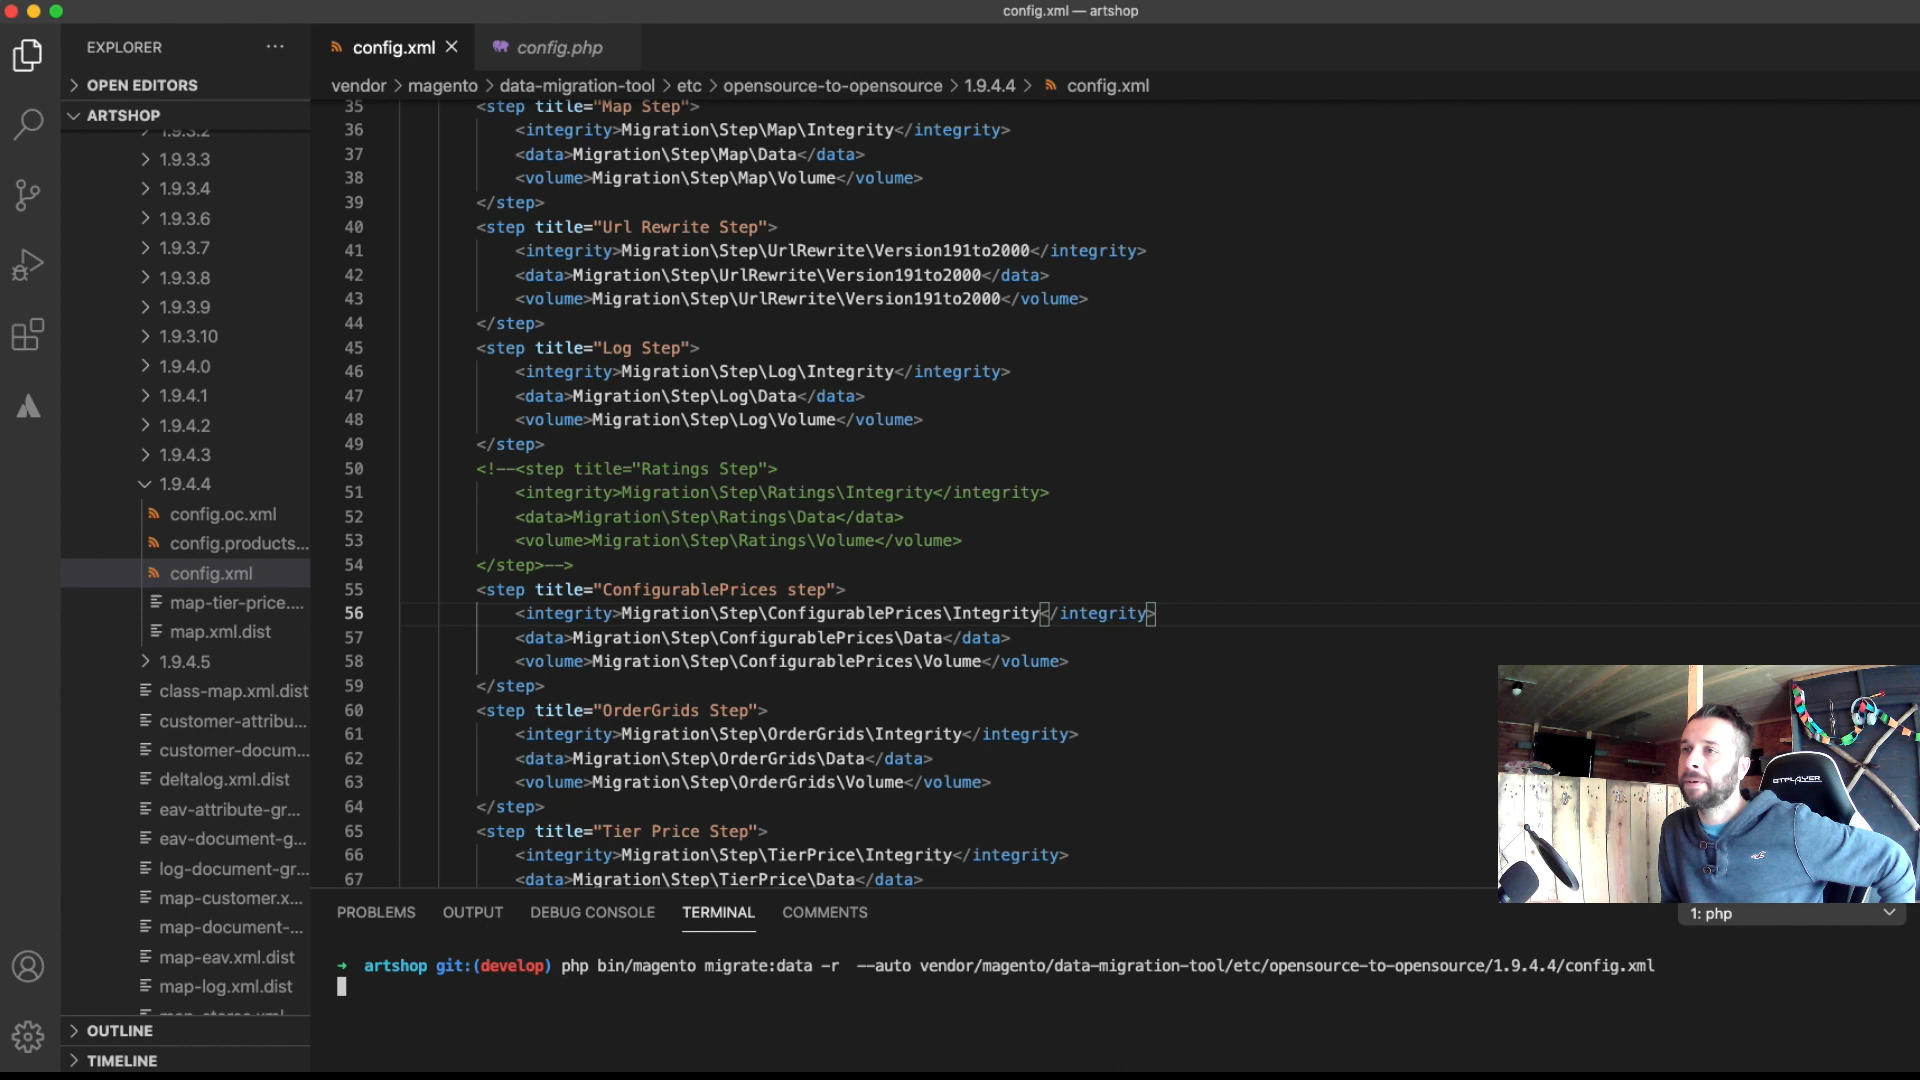 config.xml — artshop
EXPLORER ...
OPEN EDITORS
ARTSHOP
1.9.3.2
1.9.3.3
1.9.3.4
1.9.3.6
1.9.3.7
1.9.3.8
1.9.3.9
1.9.3.10
1.9.4.0
1.9.4.1
1.9.4.2
1.9.4.3
1.9.4.4
config.oc.xml
config.products...
config.xml
map-tier-price....
map.xml.dist
1.9.4.5
class-map.xml.dist
customer-attribu...
customer-docum...
deltalog.xml.dist
eav-attribute-gr...
eav-document-g...
log-document-gr...
map-customer.x...
map-document-...
map-eav.xml.dist
map-log.xml.dist
OUTLINE
TIMELINE
config.xml
config.php
vendor > magento > data-migration-tool > etc > opensource-to-opensource > 1.9.4.4 > config.xml
35 <step title="Map Step">
36 <integrity>Migration\Step\Map\Integrity</integrity>
37 <data>Migration\Step\Map\Data</data>
38 <volume>Migration\Step\Map\Volume</volume>
39 </step>
40 <step title="Url Rewrite Step">
41 <integrity>Migration\Step\UrlRewrite\Version191to2000</integrity>
42 <data>Migration\Step\UrlRewrite\Version191to2000</data>
43 <volume>Migration\Step\UrlRewrite\Version191to2000</volume>
44 </step>
45 <step title="Log Step">
46 <integrity>Migration\Step\Log\Integrity</integrity>
47 <data>Migration\Step\Log\Data</data>
48 <volume>Migration\Step\Log\Volume</volume>
49 </step>
50 <!--<step title="Ratings Step">
51 <integrity>Migration\Step\Ratings\Integrity</integrity>
52 <data>Migration\Step\Ratings\Data</data>
53 <volume>Migration\Step\Ratings\Volume</volume>
54 </step>-->
55 <step title="ConfigurablePrices step">
56 <integrity>Migration\Step\ConfigurablePrices\Integrity</integrity>
57 <data>Migration\Step\ConfigurablePrices\Data</data>
58 <volume>Migration\Step\ConfigurablePrices\Volume</volume>
59 </step>
60 <step title="OrderGrids Step">
61 <integrity>Migration\Step\OrderGrids\Integrity</integrity>
62 <data>Migration\Step\OrderGrids\Data</data>
63 <volume>Migration\Step\OrderGrids\Volume</volume>
64 </step>
65 <step title="Tier Price Step">
66 <integrity>Migration\Step\TierPrice\Integrity</integrity>
67 <data>Migration\Step\TierPrice\Data</data>
GTPLAYER
PROBLEMS OUTPUT DEBUG CONSOLE TERMINAL COMMENTS
1: php
→ artshop git:(develop) php bin/magento migrate:data -r --auto vendor/magento/data-migration-tool/etc/opensource-to-opensource/1.9.4.4/config.xml